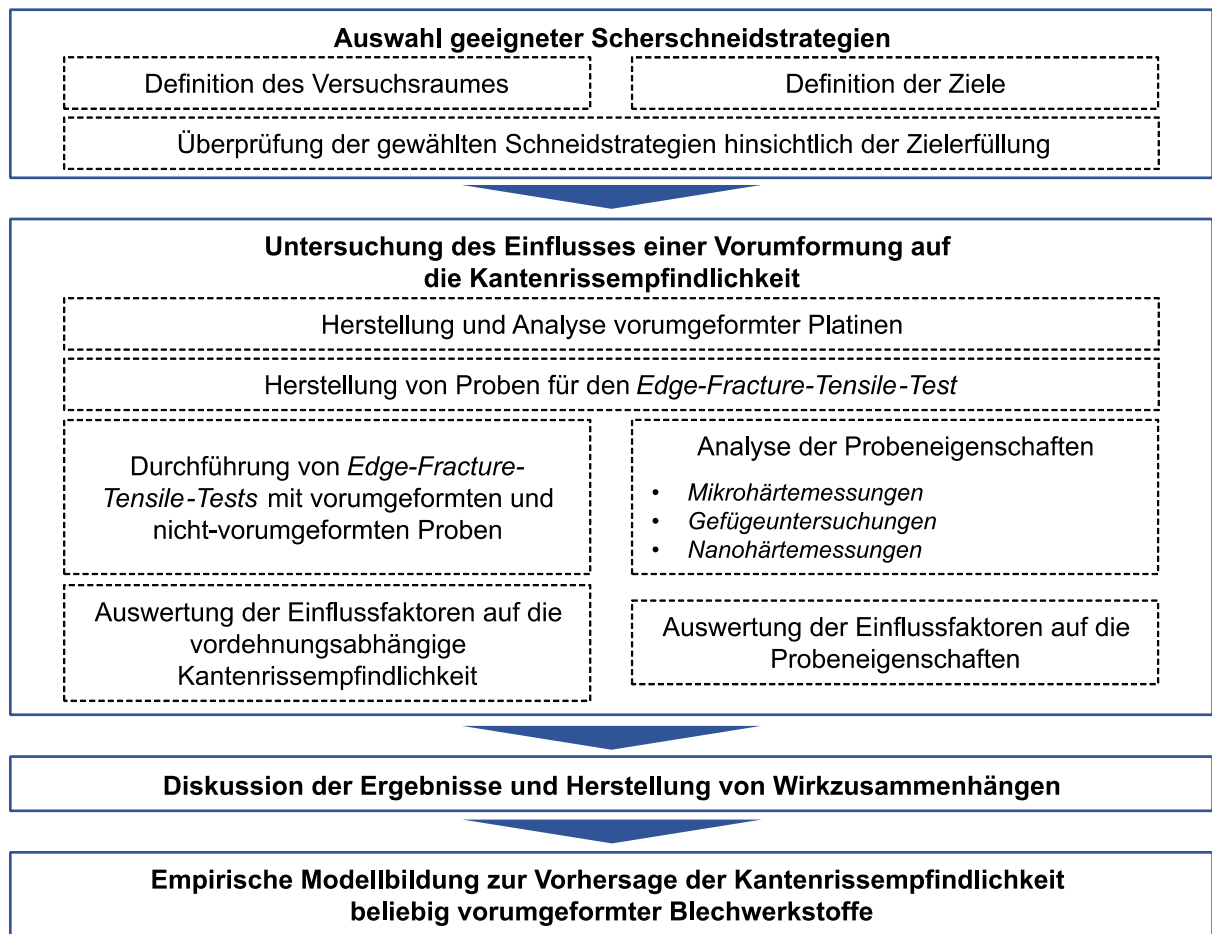 Auswahl geeigneter Scherschneidstrategien
Definition des Versuchsraumes
Definition der Ziele
Überprüfung der gewählten Schneidstrategien hinsichtlich der Zielerfüllung
Untersuchung des Einflusses einer Vorumformung auf
die Kantenrissempfindlichkeit
Herstellung und Analyse vorumgeformter Platinen
Herstellung von Proben für den Edge-Fracture-Tensile-Test
Durchführung von Edge-Fracture-
Tensile-Tests mit vorumgeformten und
nicht-vorumgeformten Proben
Analyse der Probeneigenschaften
• Mikrohärtemessungen
• Gefügeuntersuchungen
• Nanohärtemessungen
Auswertung der Einflussfaktoren auf die
vordehnungsabhängige
Kantenrissempfindlichkeit
Auswertung der Einflussfaktoren auf die
Probeneigenschaften
Diskussion der Ergebnisse und Herstellung von Wirkzusammenhängen
Empirische Modellbildung zur Vorhersage der Kantenrissempfindlichkeit
beliebig vorumgeformter Blechwerkstoffe